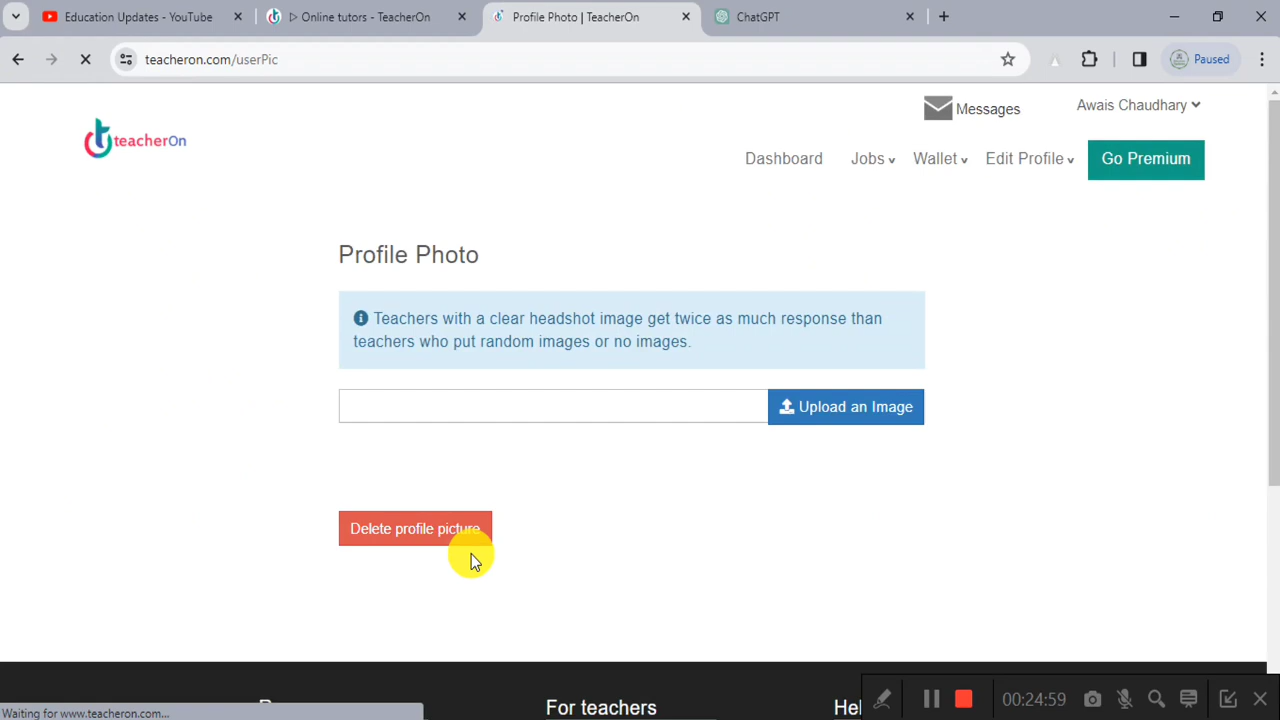 Education Updates - YouTube
▷ Online tutors - TeacherOn
Profile Photo | TeacherOn
ChatGPT
teacheron.com/userPic
Paused
Messages
Awais Chaudhary
teacherOn
Dashboard
Jobs
Wallet
Edit Profile
Go Premium
Profile Photo
Teachers with a clear headshot image get twice as much response than
teachers who put random images or no images.
Upload an Image
Delete profile picture
For teachers
Waiting for www.teacheron.com...
00:24:59